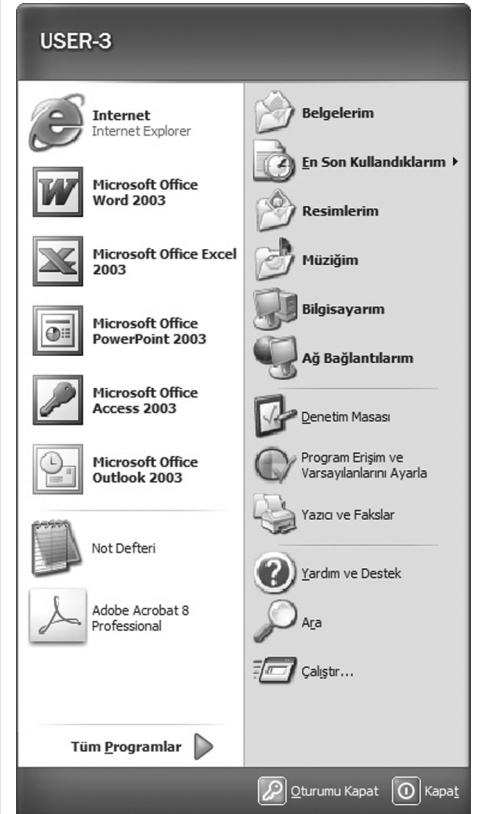 USER-3
Internet
Internet Explorer
Microsoft Office
Word 2003
Microsoft Office Excel
2003
Microsoft Office
PowerPoint 2003
Microsoft Office
Access 2003
Microsoft Office
Outlook 2003
Not Defteri
Adobe Acrobat 8
Professional
Tüm Programlar
Belgelerim
En Son Kullandıklarım
Resimlerim
Müziğim
Bilgisayarım
Ağ Bağlantılarım
Denetim Masası
Program Erişim ve
Varsayılanlarını Ayarla
Yazıcı ve Fakslar
Yardım ve Destek
Ara
Çalıştır...
Oturumu Kapat
Kapat